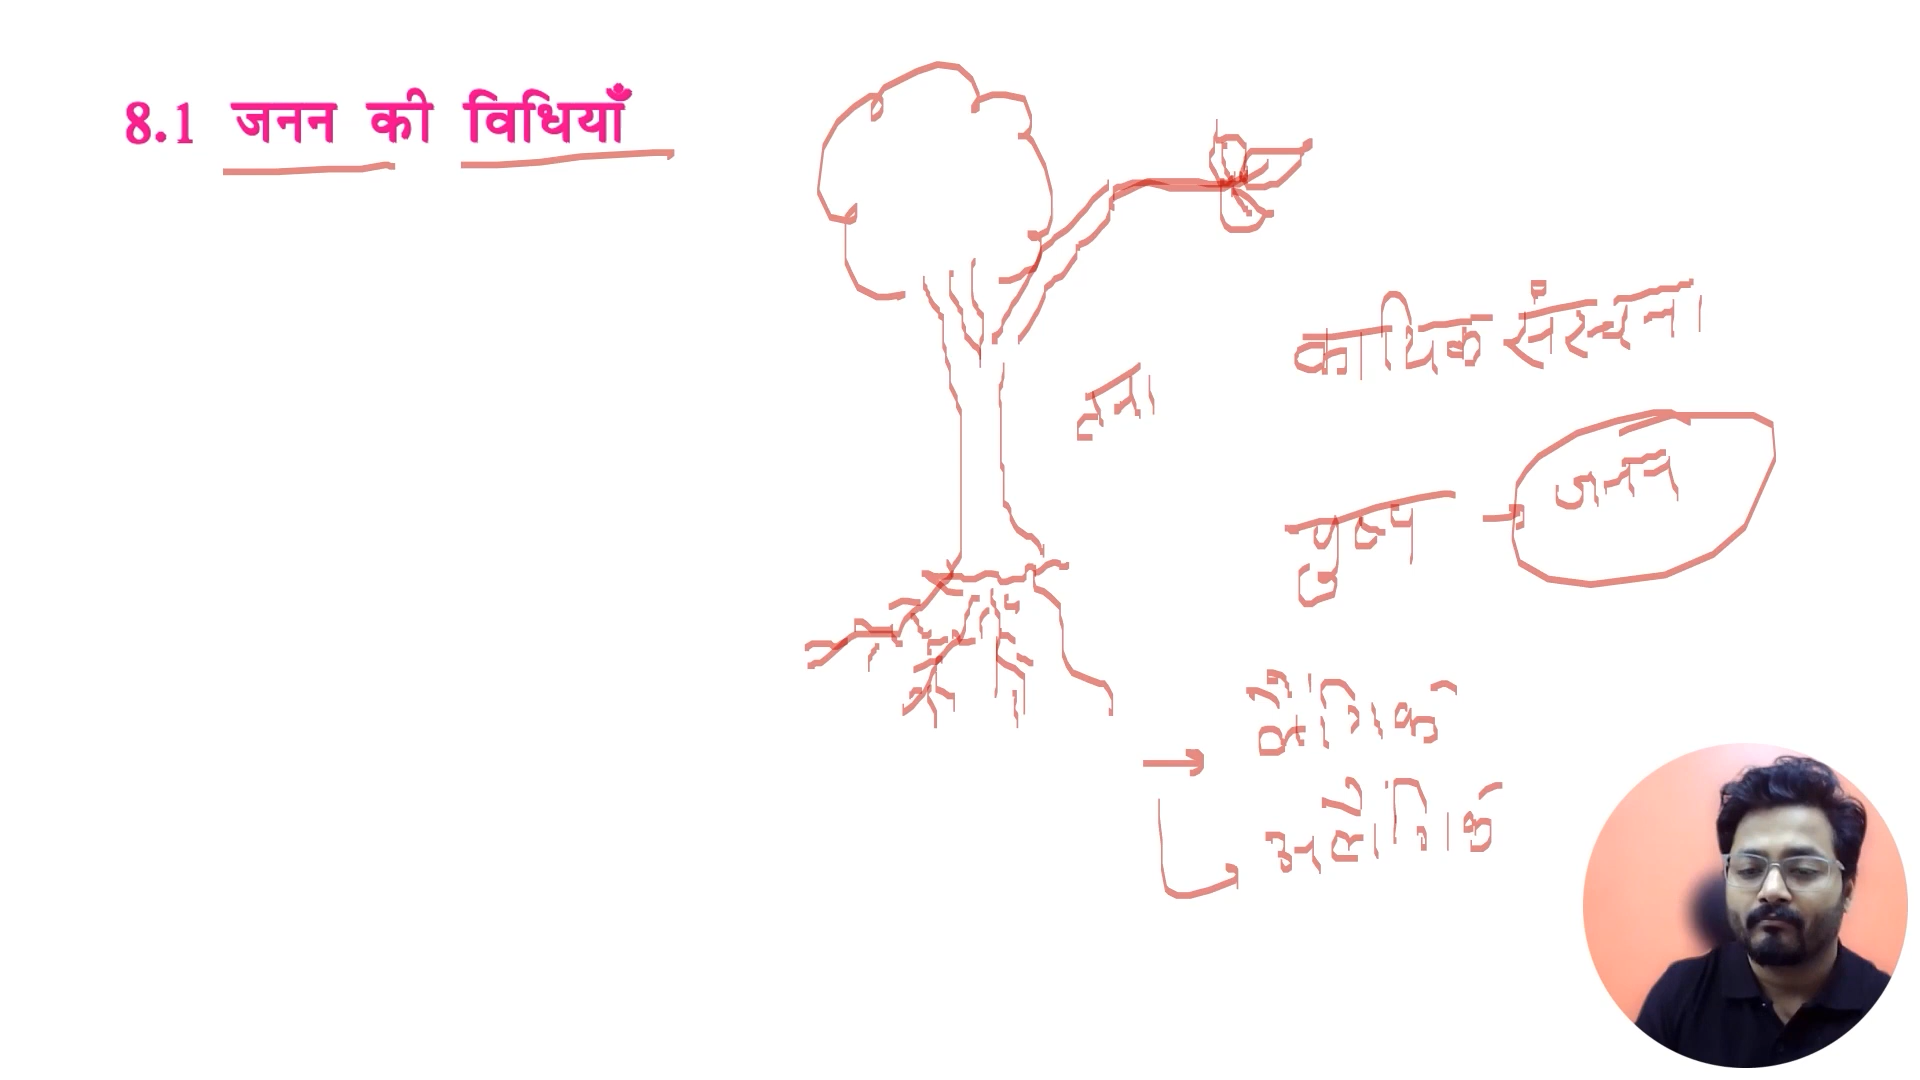 8.1 जनन की विधियाँ
कायिक संरचना
तना
जनन
पुष्प
लैंगिक
अलैंगिक